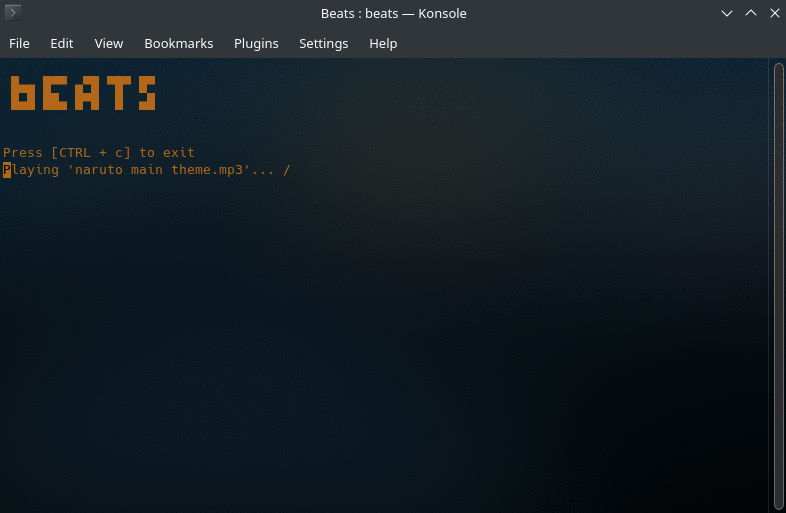 Beats : beats — Konsole
File Edit View Bookmarks Plugins Settings Help
bEATS
Press [CTRL + c] to exit
Playing 'naruto main theme.mp3'... /